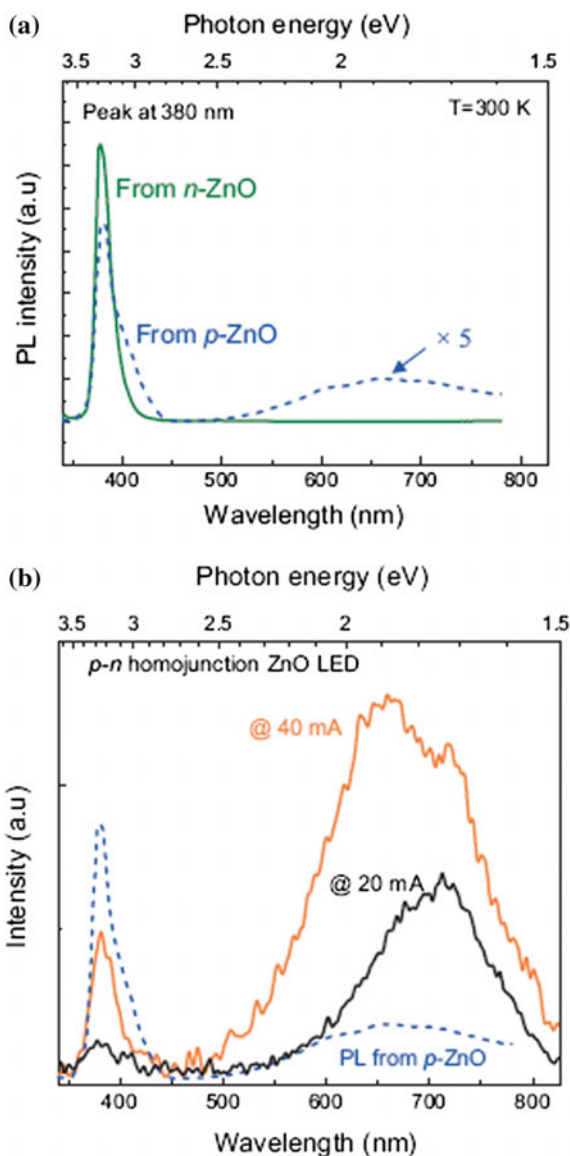 (a)
Photon energy (eV)
3.5 3 2.5 2 1.5
Peak at 380 nm T=300 K
From n-ZnO
From p-ZnO
× 5
PL intensity (a.u)
400 500 600 700 800
Wavelength (nm)
(b)
Photon energy (eV)
3.5 3 2.5 2 1.5
p-n homojunction ZnO LED
@ 40 mA
@ 20 mA
PL from p-ZnO
Intensity (a.u)
400 500 600 700 800
Wavelength (nm)